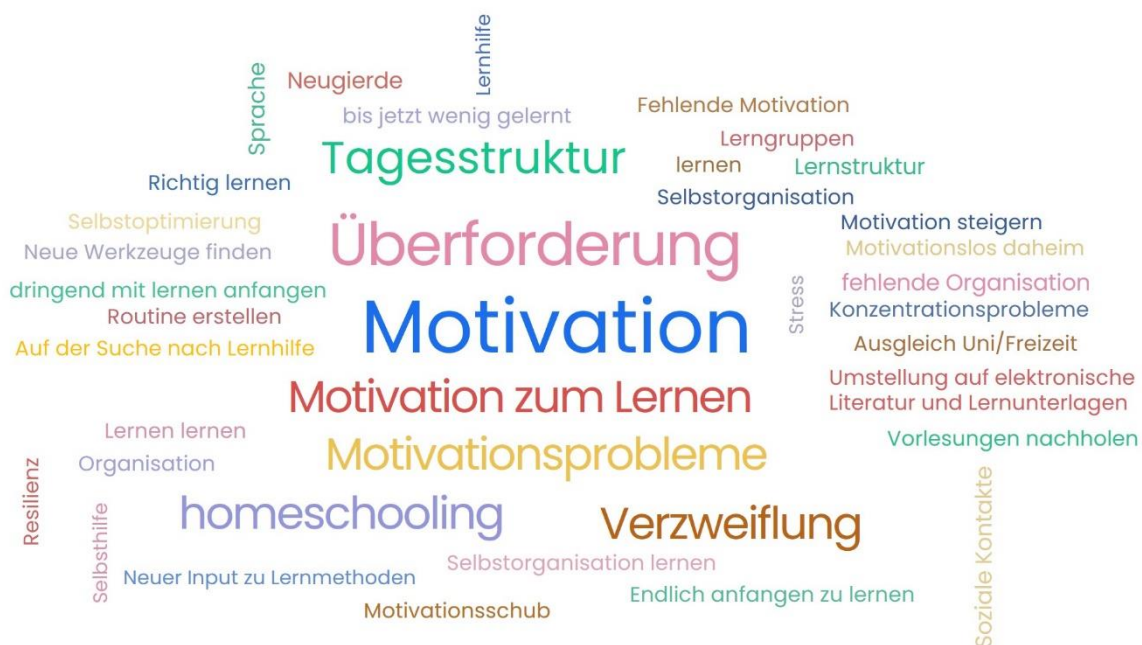 Lernhilfe
Sprache
Neugierde
bis jetzt wenig gelernt
Fehlende Motivation
Tagesstruktur
Lerngruppen
lernen
Lernstruktur
Richtig lernen
Selbstorganisation
Selbstoptimierung
Überforderung
Motivation steigern
Neue Werkzeuge finden
Motivationslos daheim
dringend mit lernen anfangen
Motivation
Stress
fehlende Organisation
Routine erstellen
Konzentrationsprobleme
Auf der Suche nach Lernhilfe
Ausgleich Uni/Freizeit
Motivation zum Lernen
Umstellung auf elektronische
Literatur und Lernunterlagen
Lernen lernen
Motivationsprobleme
Vorlesungen nachholen
Organisation
Resilienz
homeschooling
Verzweiflung
Soziale Kontakte
Selbsthilfe
Selbstorganisation lernen
Neuer Input zu Lernmethoden
Endlich anfangen zu lernen
Motivationsschub